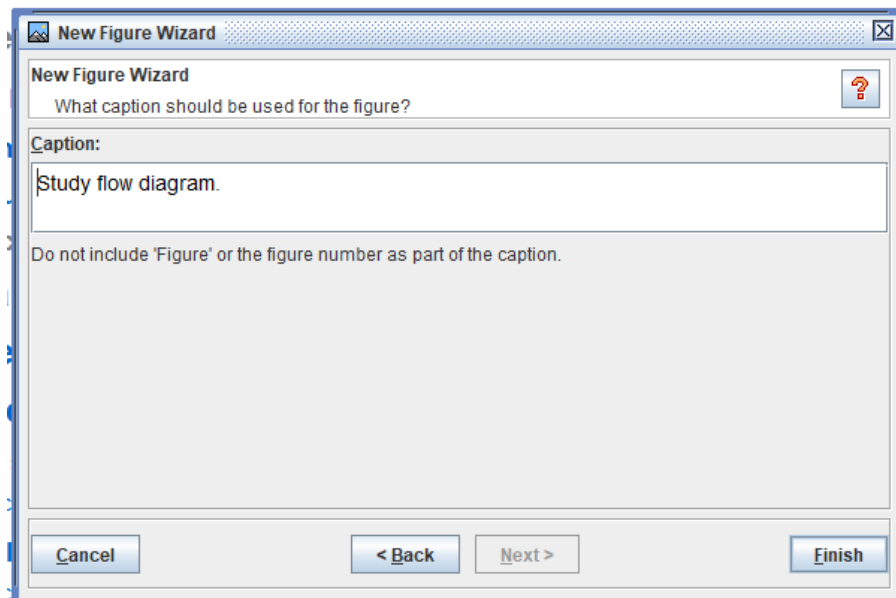 New Figure Wizard
New Figure Wizard
What caption should be used for the figure?
?
Caption:
Study flow diagram.
Do not include 'Figure' or the figure number as part of the caption.
Cancel
< Back
Next >
Finish